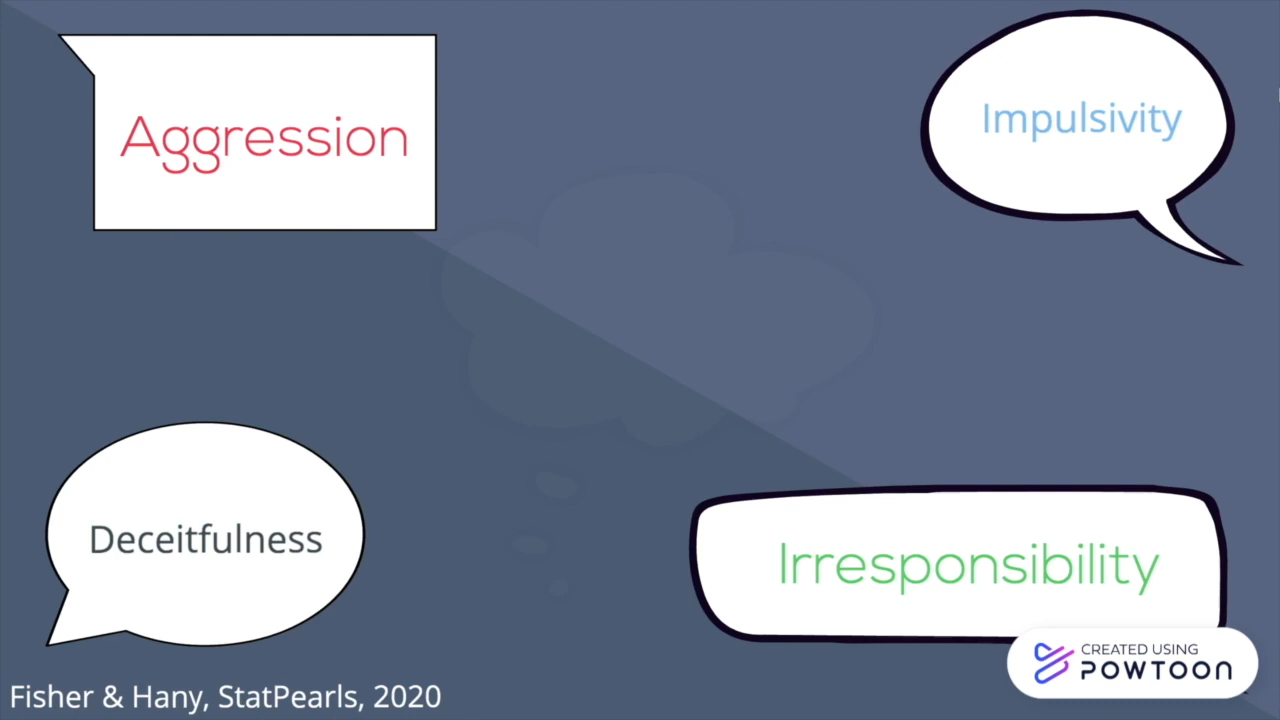 Aggression
Impulsivity
Deceitfulness
Irresponsibility
CREATED USING
POWTOON
Fisher & Hany, StatPearls, 2020